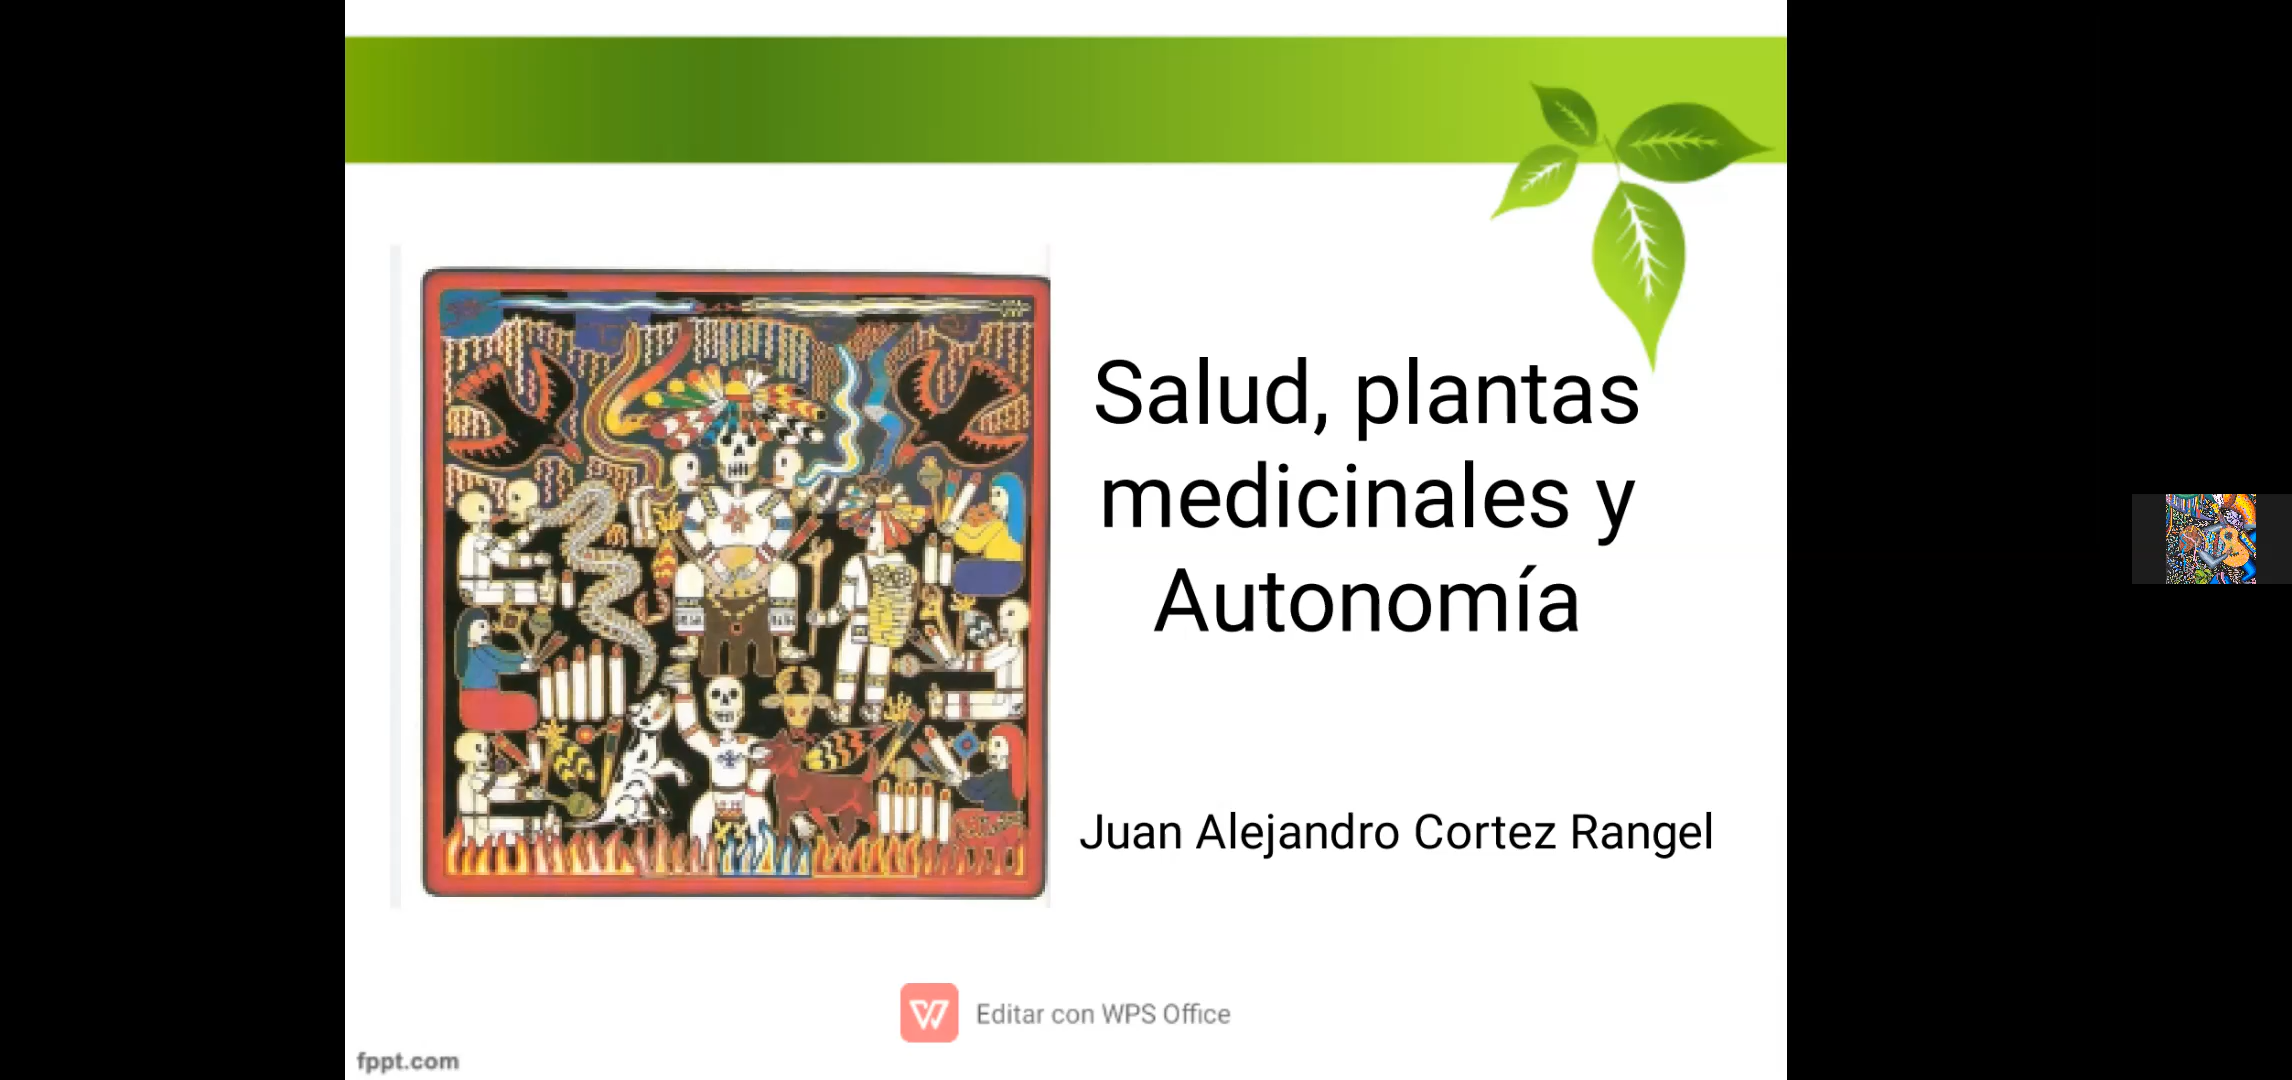 Salud, plantas
medicinales y
Autonomía
Juan Alejandro Cortez Rangel
Editar con WPS Office
fppt.com